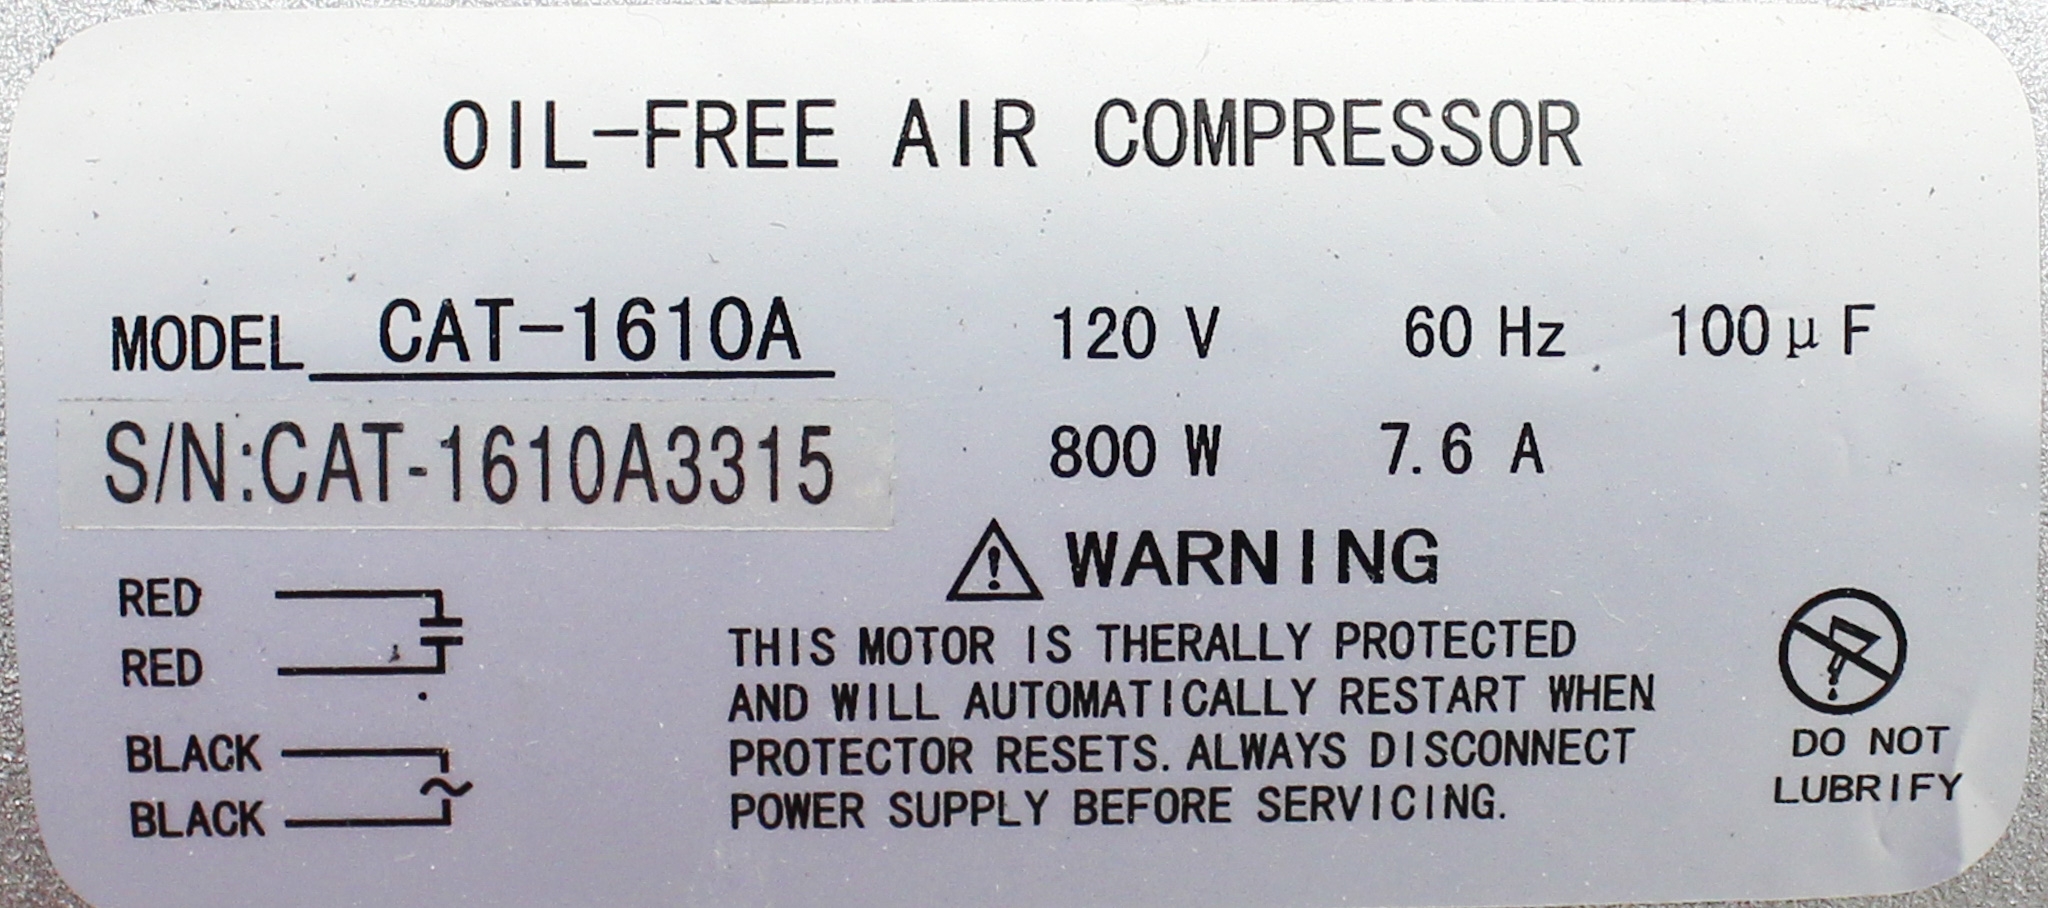 OIL-FREE AIR COMPRESSOR
MODEL CAT-1610A 120 V 60 Hz 100μF
S/N:CAT-1610A3315 800 W 7.6 A
RED
RED
BLACK
BLACK
WARNING
THIS MOTOR IS THERALLY PROTECTED
AND WILL AUTOMATICALLY RESTART WHEN
PROTECTOR RESETS. ALWAYS DISCONNECT
POWER SUPPLY BEFORE SERVICING.
DO NOT
LUBRIFY